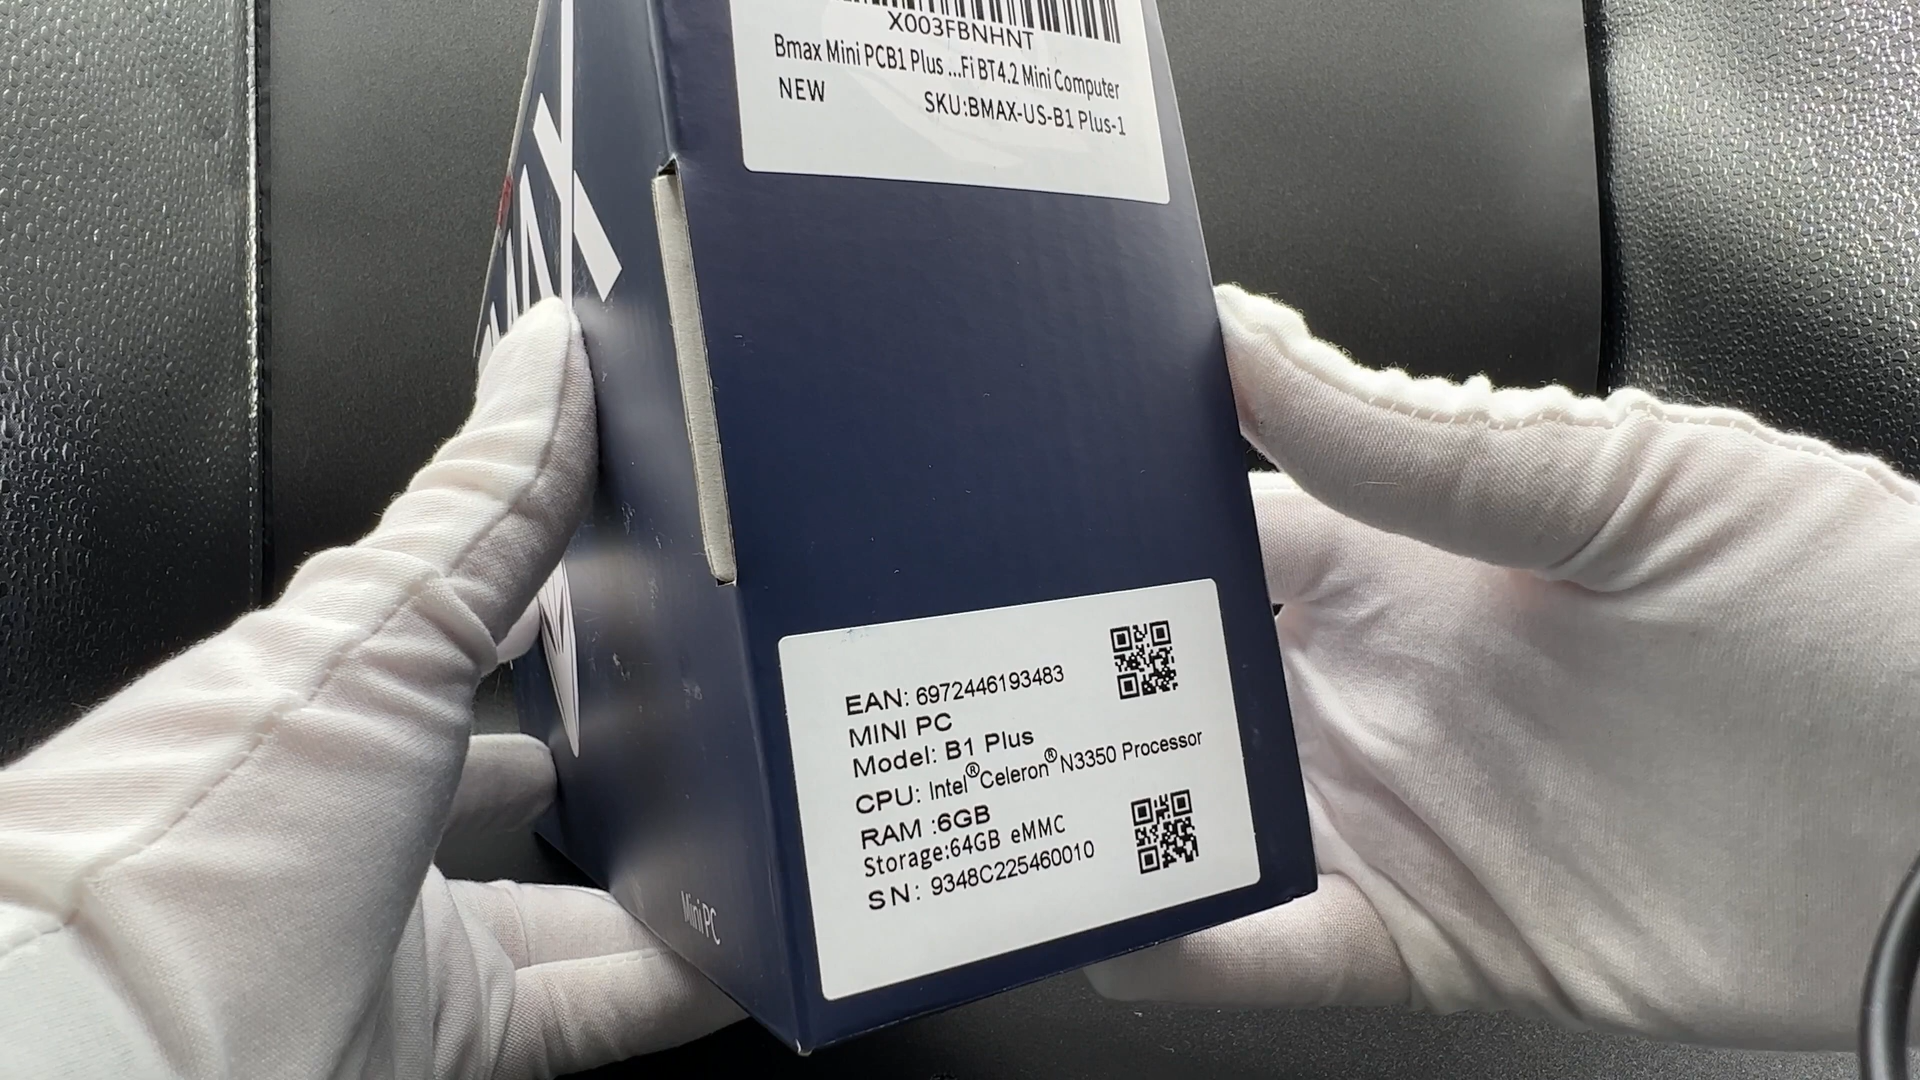 X003FBNHNT
Bmax Mini PCB1 Plus ...Fi BT4.2 Mini Computer
NEW
SKU:BMAX-US-B1 Plus-1
EAN: 6972446193483
MINI PC
Model: B1 Plus
CPU: Intel®Celeron® N3350 Processor
RAM :6GB
Storage:64GB eMMC
SN: 9348C225460010
Mini PC